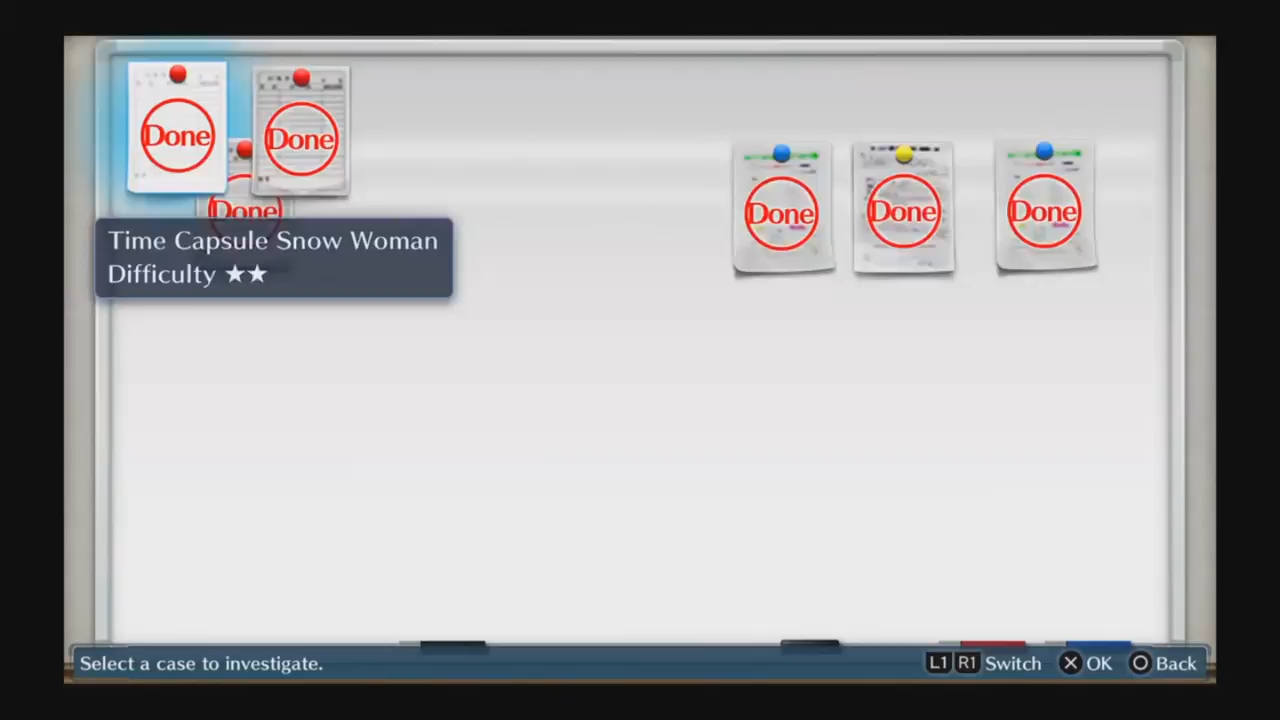 Done
Done
Done
Done
Done
Done
Time Capsule Snow Woman
Difficulty ★★
Select a case to investigate.
L1 R1 Switch OK Back